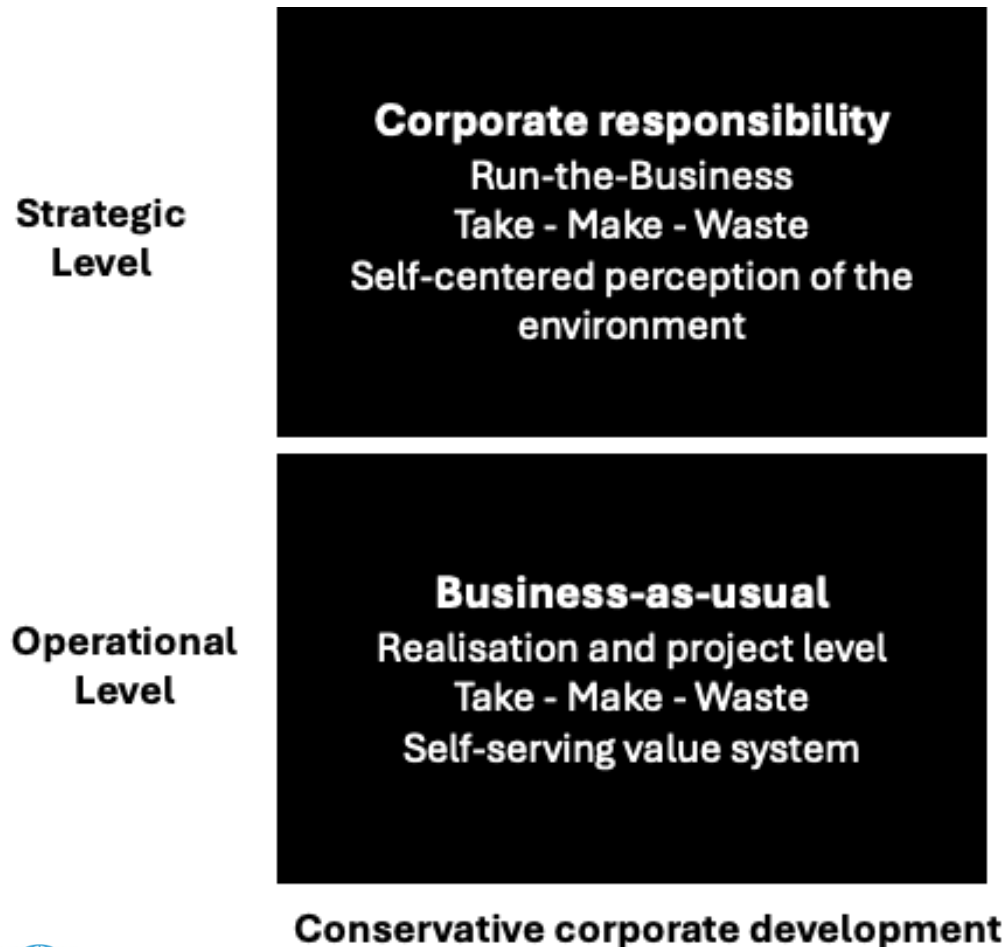 Corporate responsibility
Run-the-Business
Take - Make - Waste
Self-centered perception of the
environment
Strategic
Level
Business-as-usual
Realisation and project level
Take - Make - Waste
Self-serving value system
Operational
Level
Conservative corporate development